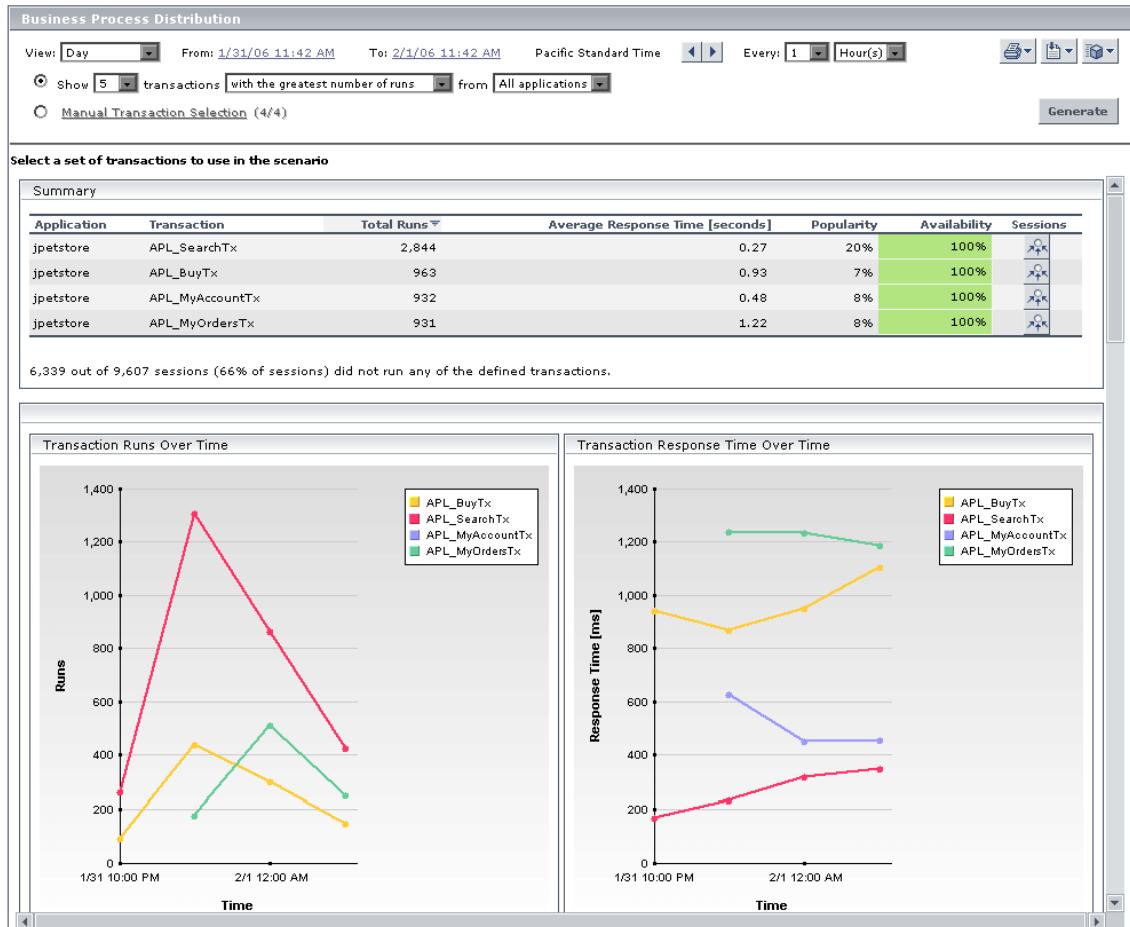 Business Process Distribution
View: Day From: 1/31/06 11:42 AM To: 2/1/06 11:42 AM Pacific Standard Time Every: 1 Hour(s)
Show 5 transactions with the greatest number of runs from All applications
Manual Transaction Selection (4/4) Generate
Select a set of transactions to use in the scenario
Summary
Application Transaction Total Runs Average Response Time [seconds] Popularity Availability Sessions
jpetstore APL_SearchTx 2,844 0.27 20% 100%
jpetstore APL_BuyTx 963 0.93 7% 100%
jpetstore APL_MyAccountTx 932 0.48 8% 100%
jpetstore APL_MyOrdersTx 931 1.22 8% 100%
6,339 out of 9,607 sessions (66% of sessions) did not run any of the defined transactions.
Transaction Runs Over Time
1,400
1,200
1,000
800
600
400
200
0
Runs
1/31 10:00 PM 2/1 12:00 AM
Time
APL_BuyTx
APL_SearchTx
APL_MyAccountTx
APL_MyOrdersTx
Transaction Response Time Over Time
1,400
1,200
1,000
800
600
400
200
0
Response Time [ms]
1/31 10:00 PM 2/1 12:00 AM
Time
APL_BuyTx
APL_SearchTx
APL_MyAccountTx
APL_MyOrdersTx